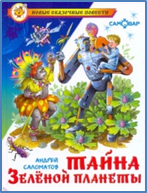 НОВЫЕ СКАЗОЧНЫЕ ПОВЕСТИ
САМОВАР
АНДРЕЙ САЛОМАТОВ
ТАЙНА
ЗЕЛЁНОЙ ПЛАНЕТЫ